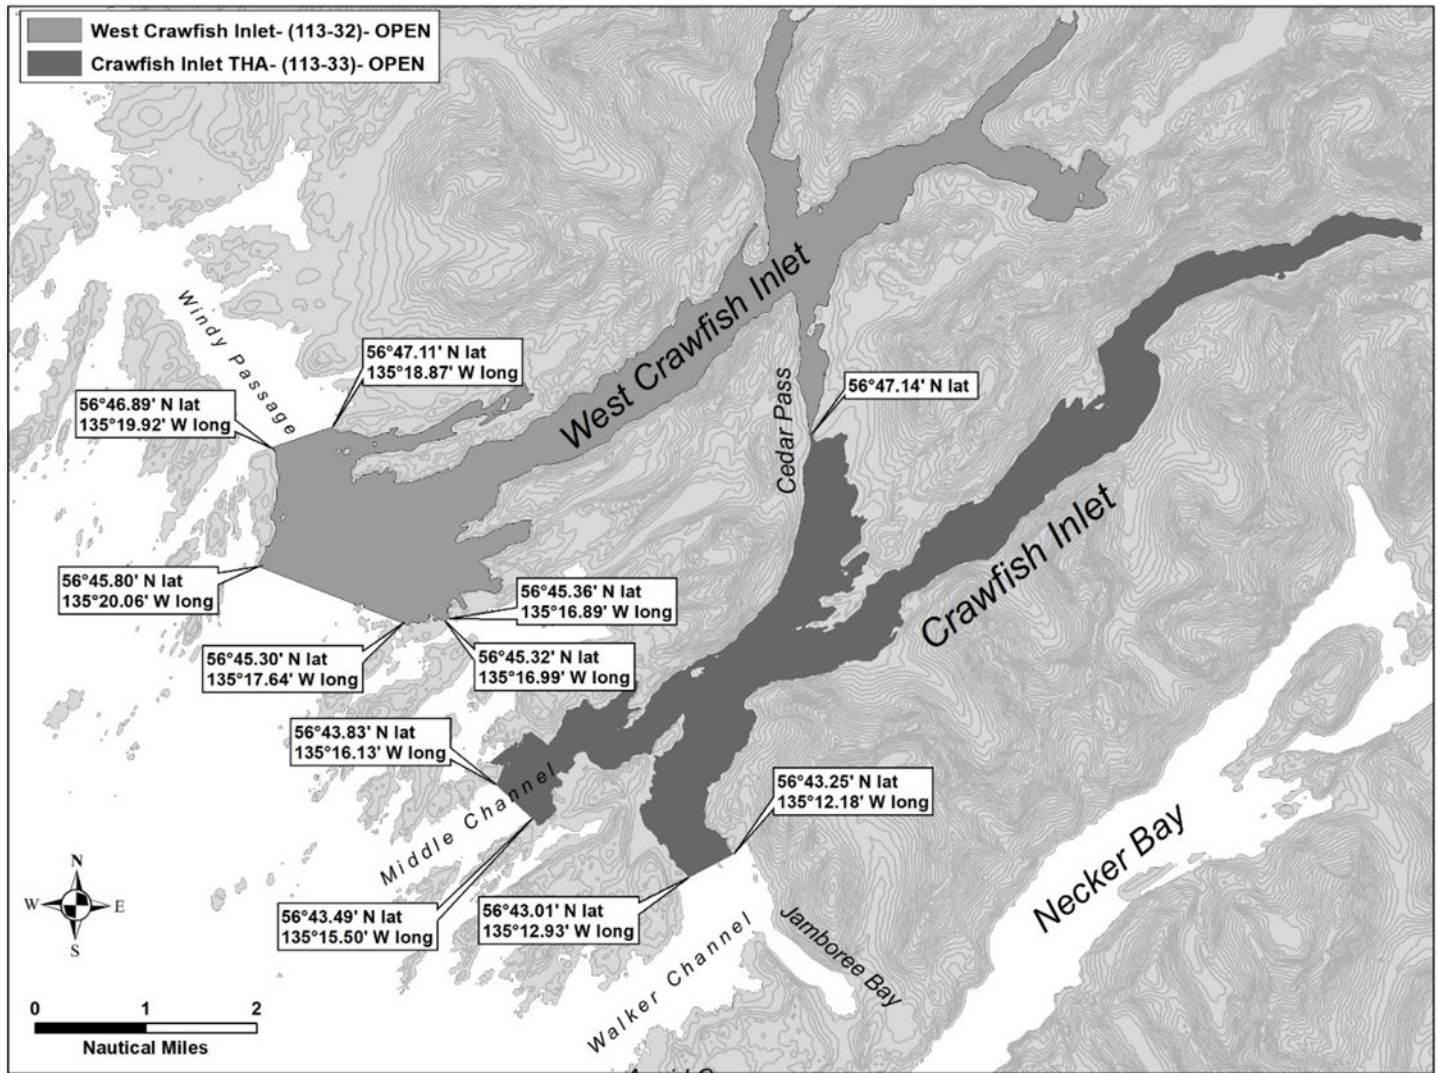 West Crawfish Inlet- (113-32)- OPEN
Crawfish Inlet THA- (113-33)- OPEN
Windy Passage
West Crawfish Inlet
56°47.11' N lat
135°18.87' W long
56°46.89' N lat
135°19.92' W long
Cedar Pass
56°47.14' N lat
Crawfish Inlet
56°45.80' N lat
135°20.06' W long
56°45.36' N lat
135°16.89' W long
56°45.30' N lat
135°17.64' W long
56°45.32' N lat
135°16.99' W long
56°43.83' N lat
135°16.13' W long
Middle Channel
56°43.25' N lat
135°12.18' W long
Necker Bay
56°43.49' N lat
135°15.50' W long
56°43.01' N lat
135°12.93' W long
Walker Channel
Jamboree Bay
N
W E
S
0 1 2
Nautical Miles